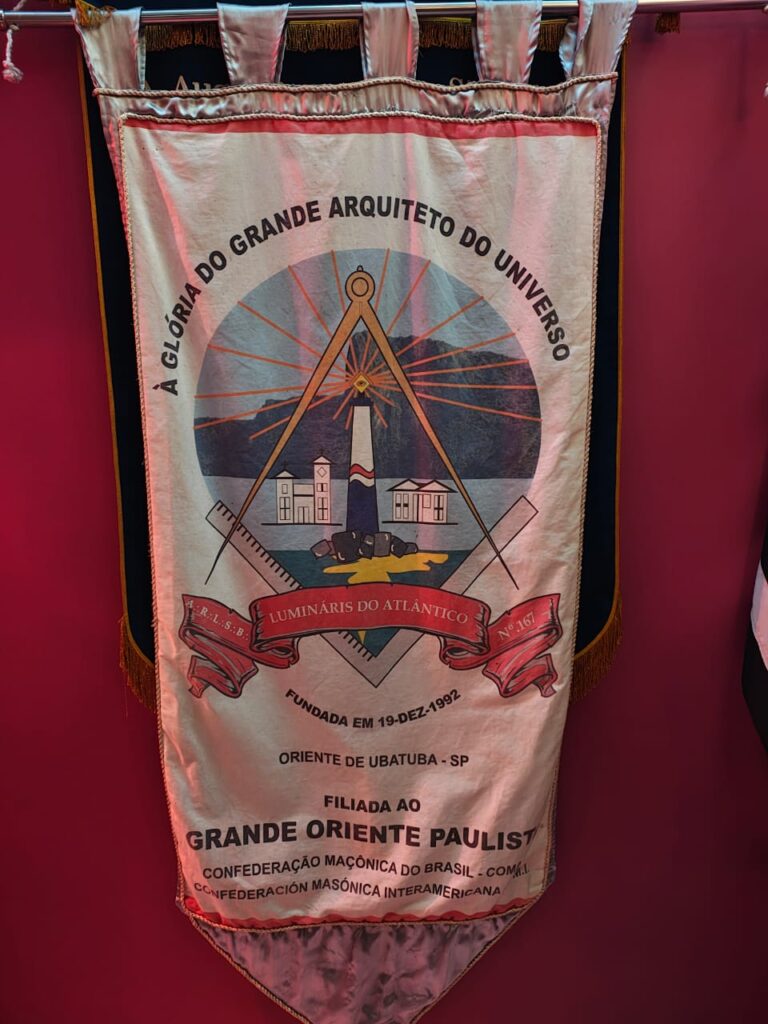 À GLÓRIA DO GRANDE ARQUITETO DO UNIVERSO
A∴R∴L∴S∴B∴ LUMINÁRIS DO ATLÂNTICO Nº 167
FUNDADA EM 19-DEZ-1992
ORIENTE DE UBATUBA - SP
FILIADA AO
GRANDE ORIENTE PAULIST
CONFEDERAÇÃO MAÇÔNICA DO BRASIL -
CONFEDERACIÓN MASÓNICA INTERAMERICANA